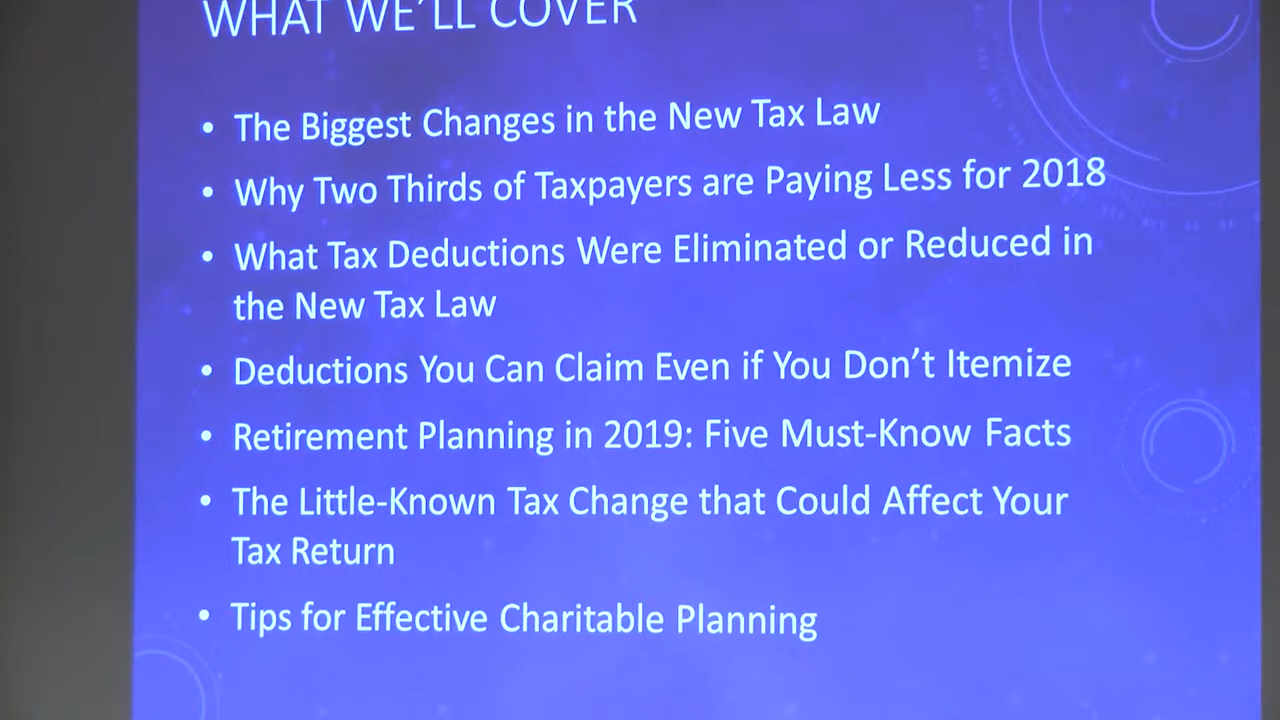 WHAT WE'LL COVER
• The Biggest Changes in the New Tax Law
• Why Two Thirds of Taxpayers are Paying Less for 2018
• What Tax Deductions Were Eliminated or Reduced in
the New Tax Law
• Deductions You Can Claim Even if You Don't Itemize
• Retirement Planning in 2019: Five Must-Know Facts
• The Little-Known Tax Change that Could Affect Your
Tax Return
• Tips for Effective Charitable Planning